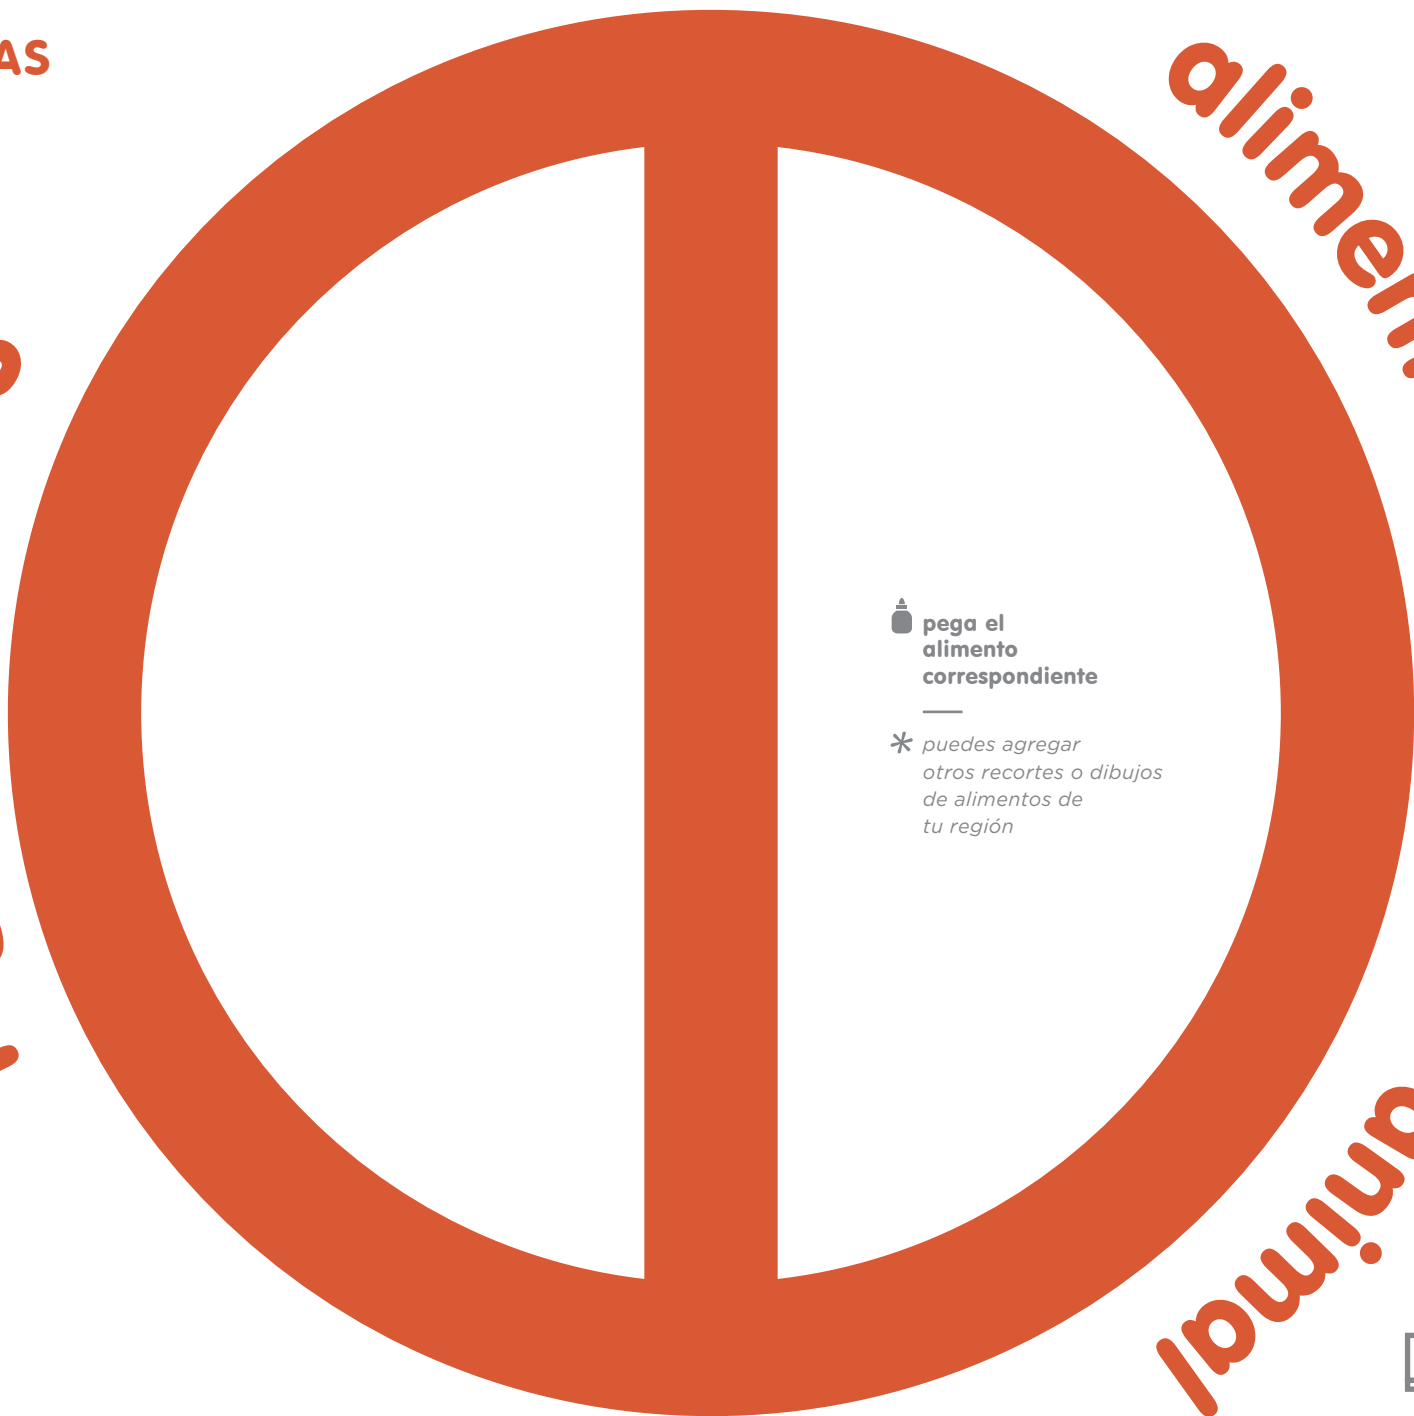 AS
alimen
pega el
alimento
correspondiente
* puedes agregar
otros recortes o dibujos
de alimentos de
tu región
animal